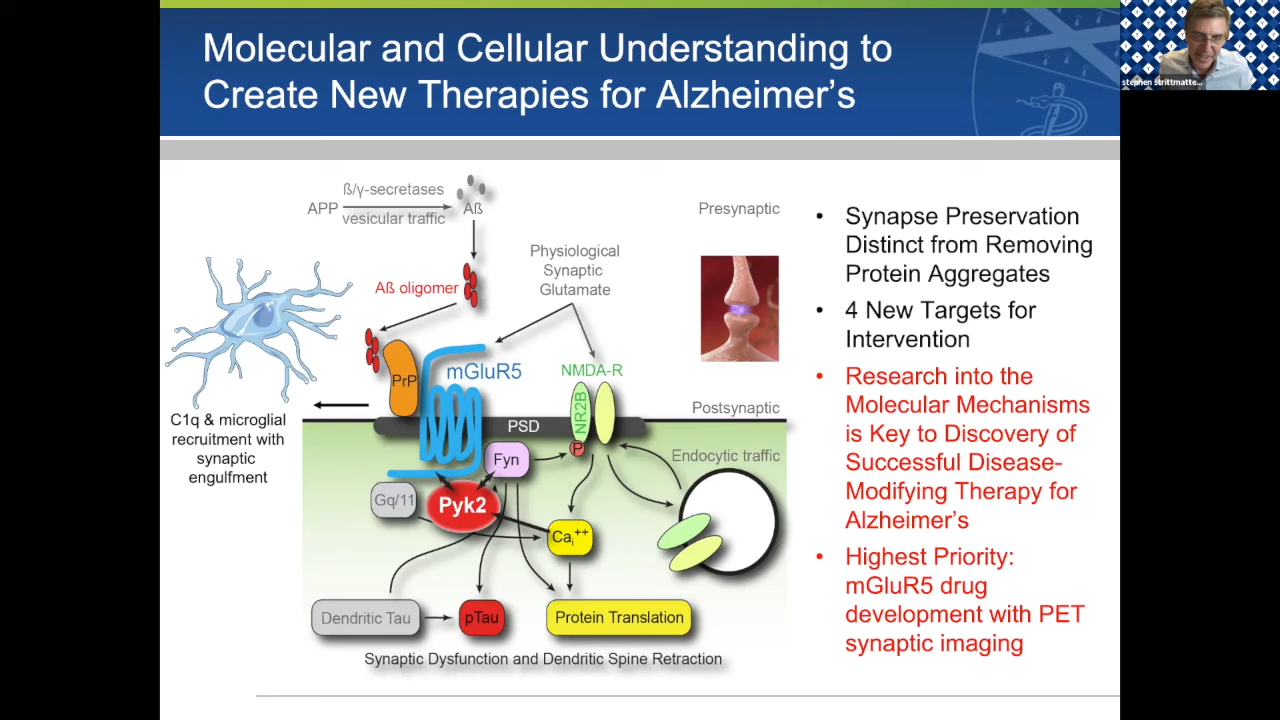 Molecular and Cellular Understanding to
Create New Therapies for Alzheimer's
stephen strittmatte...
ß/γ-secretases
APP
vesicular traffic
Aß
Aß oligomer
Physiological
Synaptic
Glutamate
Presynaptic
PrP
mGluR5
NMDA-R
NR2B
Postsynaptic
PSD
P
C1q & microglial
recruitment with
synaptic
engulfment
Fyn
Endocytic traffic
Gq/11
Pyk2
Cai++
Dendritic Tau
pTau
Protein Translation
Synaptic Dysfunction and Dendritic Spine Retraction
• Synapse Preservation
Distinct from Removing
Protein Aggregates
• 4 New Targets for
Intervention
• Research into the
Molecular Mechanisms
is Key to Discovery of
Successful Disease-
Modifying Therapy for
Alzheimer's
• Highest Priority:
mGluR5 drug
development with PET
synaptic imaging